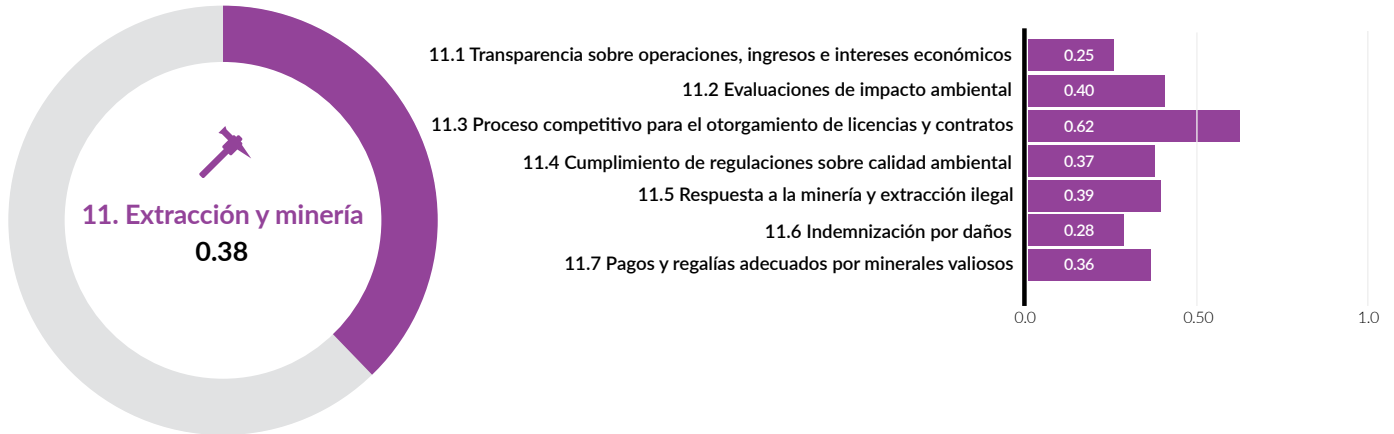 11. Extracción y minería
0.38
11.1 Transparencia sobre operaciones, ingresos e intereses económicos 0.25
11.2 Evaluaciones de impacto ambiental 0.40
11.3 Proceso competitivo para el otorgamiento de licencias y contratos 0.62
11.4 Cumplimiento de regulaciones sobre calidad ambiental 0.37
11.5 Respuesta a la minería y extracción ilegal 0.39
11.6 Indemnización por daños 0.28
11.7 Pagos y regalías adecuados por minerales valiosos 0.36
0.0 0.50 1.0